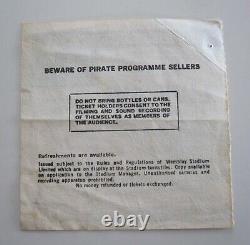 BEWARE OF PIRATE PROGRAMME SELLERS
DO NOT BRING BOTTLES OR CANS.
TICKET HOLDERS CONSENT TO THE
FILMING AND SOUND RECORDING
OF THEMSELVES AS MEMBERS OF
THE AUDIENCE.
Refreshments are available.
Issued subject to the Rules and Regulations of Wembley Stadium
Limited which are on display at the Stadium turnstiles. Copy available
on application to the Stadium Manager. Unauthorised cameras and
recording apparatus prohibited.
No money refunded or tickets exchanged.